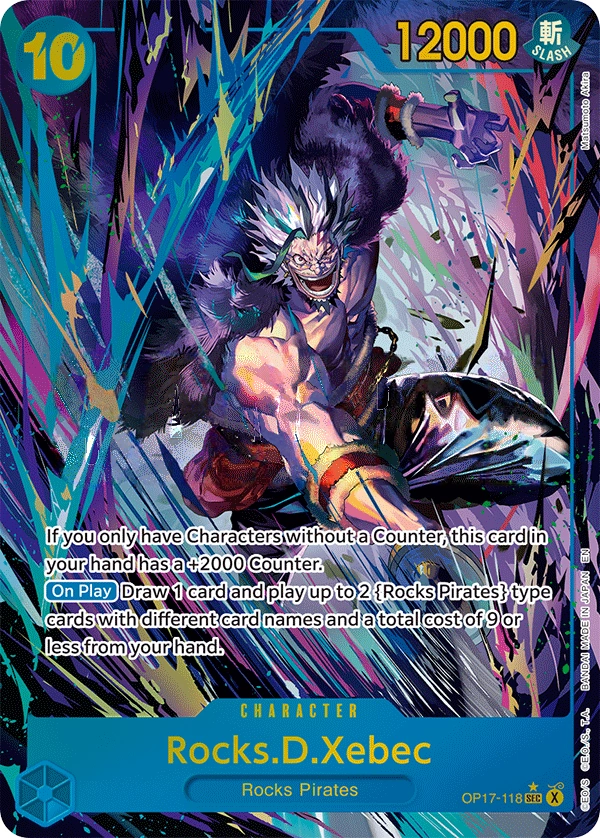 10
12000
斬
SLASH
Matsumoto Akira
If you only have Characters without a Counter, this card in
your hand has a +2000 Counter.
On Play Draw 1 card and play up to 2 {Rocks Pirates} type
cards with different card names and a total cost of 9 or
less from your hand.
CHARACTER
Rocks.D.Xebec
Rocks Pirates
OP17-118 SEC X
©EO/S ©E.O./S., T.A. BANDAI MADE IN JAPAN EN